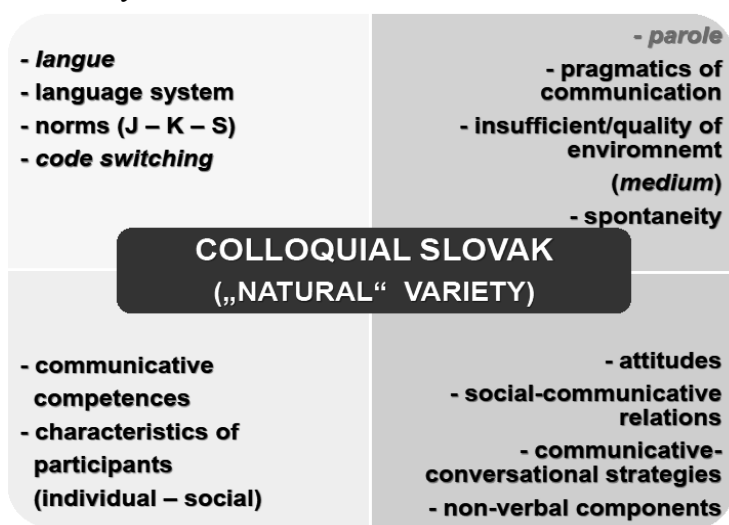 - langue
- language system
- norms (J – K – S)
- code switching
- parole
- pragmatics of
communication
- insufficient/quality of
enviromnemt
(medium)
- spontaneity
COLLOQUIAL SLOVAK
(„NATURAL“ VARIETY)
- communicative
competences
- characteristics of
participants
(individual – social)
- attitudes
- social-communicative
relations
- communicative-
conversational strategies
- non-verbal components